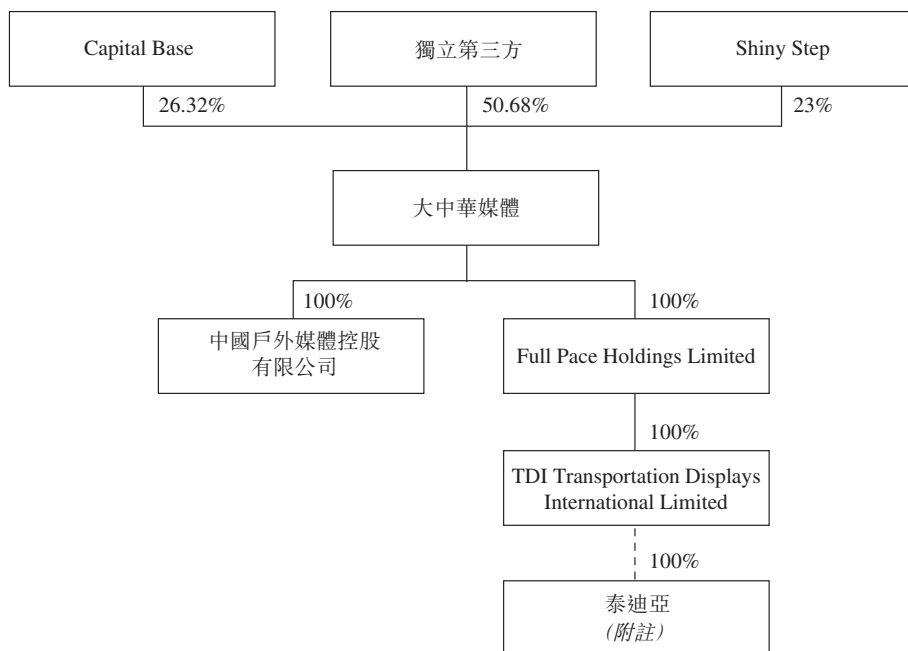 Capital Base
獨立第三方
Shiny Step
26.32%
50.68%
23%
大中華媒體
100%
100%
中國戶外媒體控股
有限公司
Full Pace Holdings Limited
100%
TDI Transportation Displays
International Limited
100%
泰迪亞
(附註)